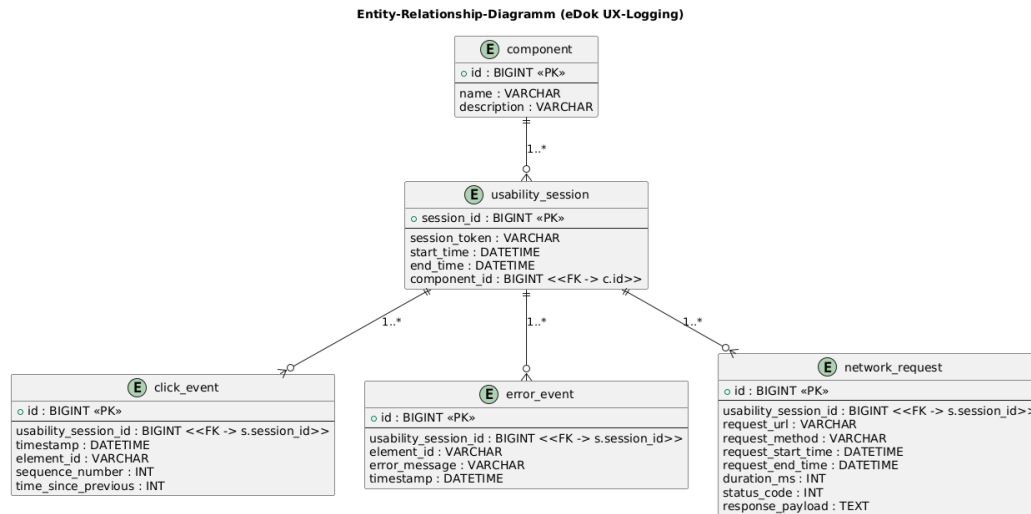 Entity-Relationship-Diagramm (eDok UX-Logging)
E component
id : BIGINT «PK»
name : VARCHAR
description : VARCHAR
1..*
E usability_session
session_id : BIGINT «PK»
session_token : VARCHAR
start_time : DATETIME
end_time : DATETIME
component_id : BIGINT <<FK -> c.id>>
1..*
1..*
1..*
E click_event
id : BIGINT «PK»
usability_session_id : BIGINT <<FK -> s.session_id>>
timestamp : DATETIME
element_id : VARCHAR
sequence_number : INT
time_since_previous : INT
E error_event
id : BIGINT «PK»
usability_session_id : BIGINT <<FK -> s.session_id>>
element_id : VARCHAR
error_message : VARCHAR
timestamp : DATETIME
E network_request
id : BIGINT «PK»
usability_session_id : BIGINT <<FK -> s.session_id>>
request_url : VARCHAR
request_method : VARCHAR
request_start_time : DATETIME
request_end_time : DATETIME
duration_ms : INT
status_code : INT
response_payload : TEXT